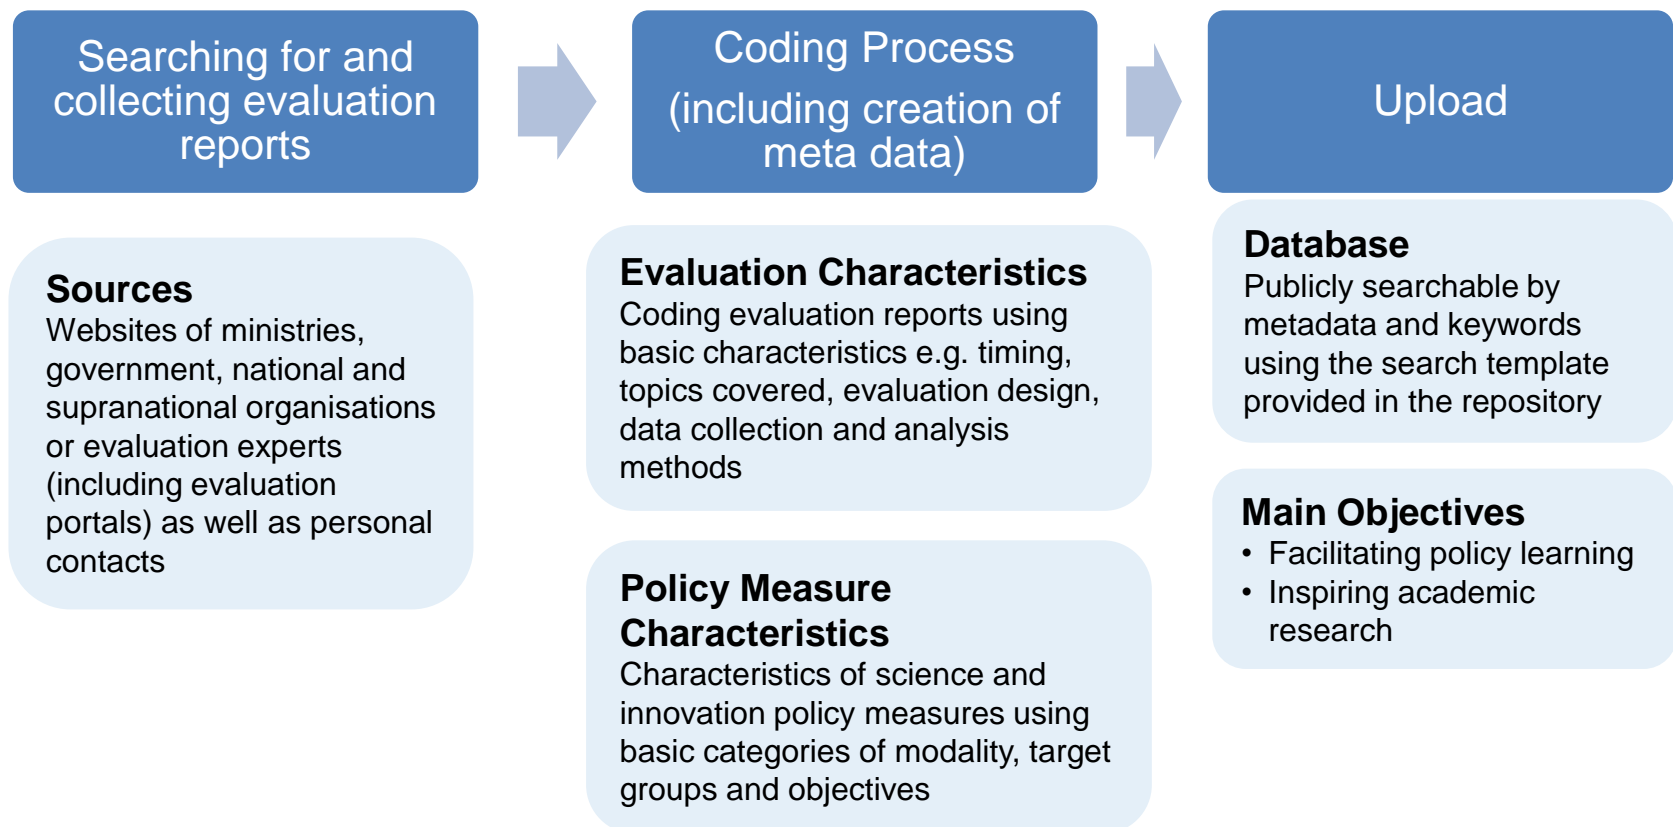 Searching for and
collecting evaluation
reports
Coding Process
(including creation of
meta data)
Upload
Sources
Websites of ministries,
government, national and
supranational organisations
or evaluation experts
(including evaluation
portals) as well as personal
contacts
Evaluation Characteristics
Coding evaluation reports using
basic characteristics e.g. timing,
topics covered, evaluation design,
data collection and analysis
methods
Policy Measure
Characteristics
Characteristics of science and
innovation policy measures using
basic categories of modality, target
groups and objectives
Database
Publicly searchable by
metadata and keywords
using the search template
provided in the repository
Main Objectives
• Facilitating policy learning
• Inspiring academic
research